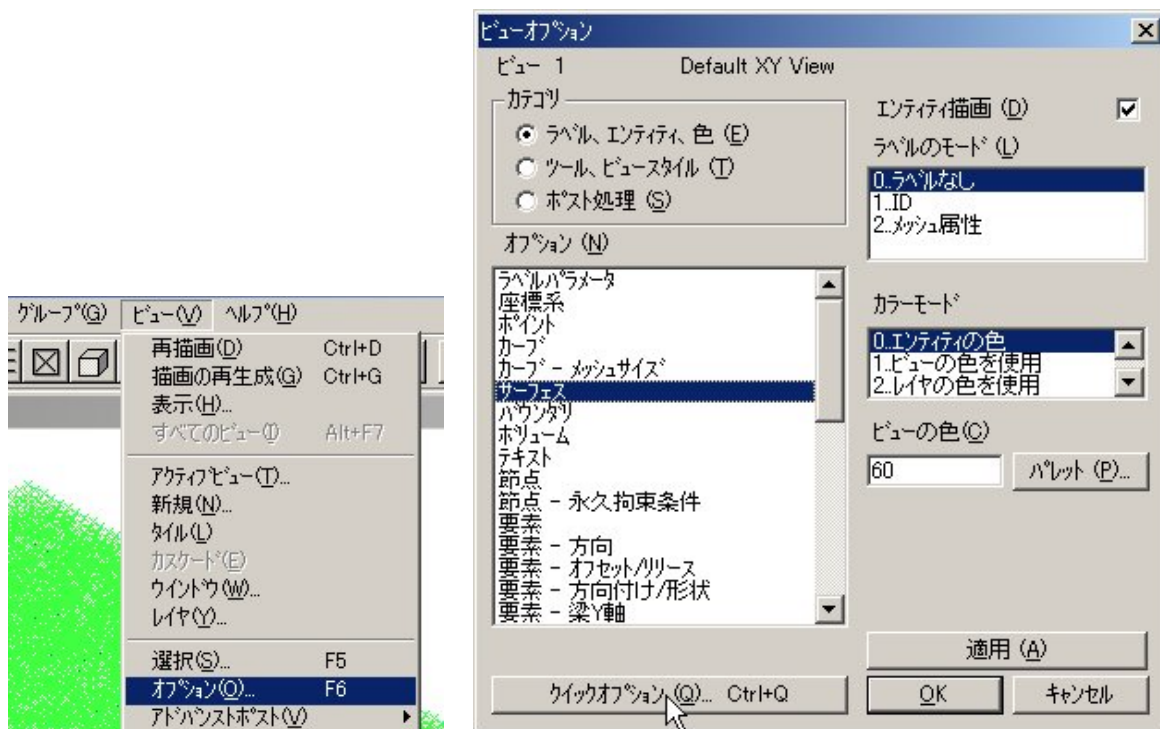 グループ(G) ビュー(V) ヘルプ(H)
再描画(D) Ctrl+D
描画の再生成(G) Ctrl+G
表示(H)...
すべてのビュー(I) Alt+F7
アクティブビュー(T)...
新規(N)...
タイル(L)
カスケード(E)
ウインドウ(W)...
レイヤ(Y)...
選択(S)... F5
オプション(O)... F6
アドバンストポスト(V)
ビューオプション
ビュー 1 Default XY View
カテゴリ
ラベル、エンティティ、色 (E)
ツール、ビュースタイル (T)
ポスト処理 (S)
オプション (N)
ラベルパラメータ
座標系
ポイント
カーブ
カーブ - メッシュサイズ
サーフェス
バウンダリ
ボリューム
テキスト
節点
節点 - 永久拘束条件
要素
要素 - 方向
要素 - オフセット/リリース
要素 - 方向付け/形状
要素 - 梁Y軸
クイックオプション (Q)... Ctrl+Q
エンティティ描画 (D)
ラベルのモード (L)
0..ラベルなし
1..ID
2..メッシュ属性
カラーモード
0..エンティティの色
1..ビューの色を使用
2..レイヤの色を使用
ビューの色(C)
60 パレット (P)...
適用 (A)
OK キャンセル